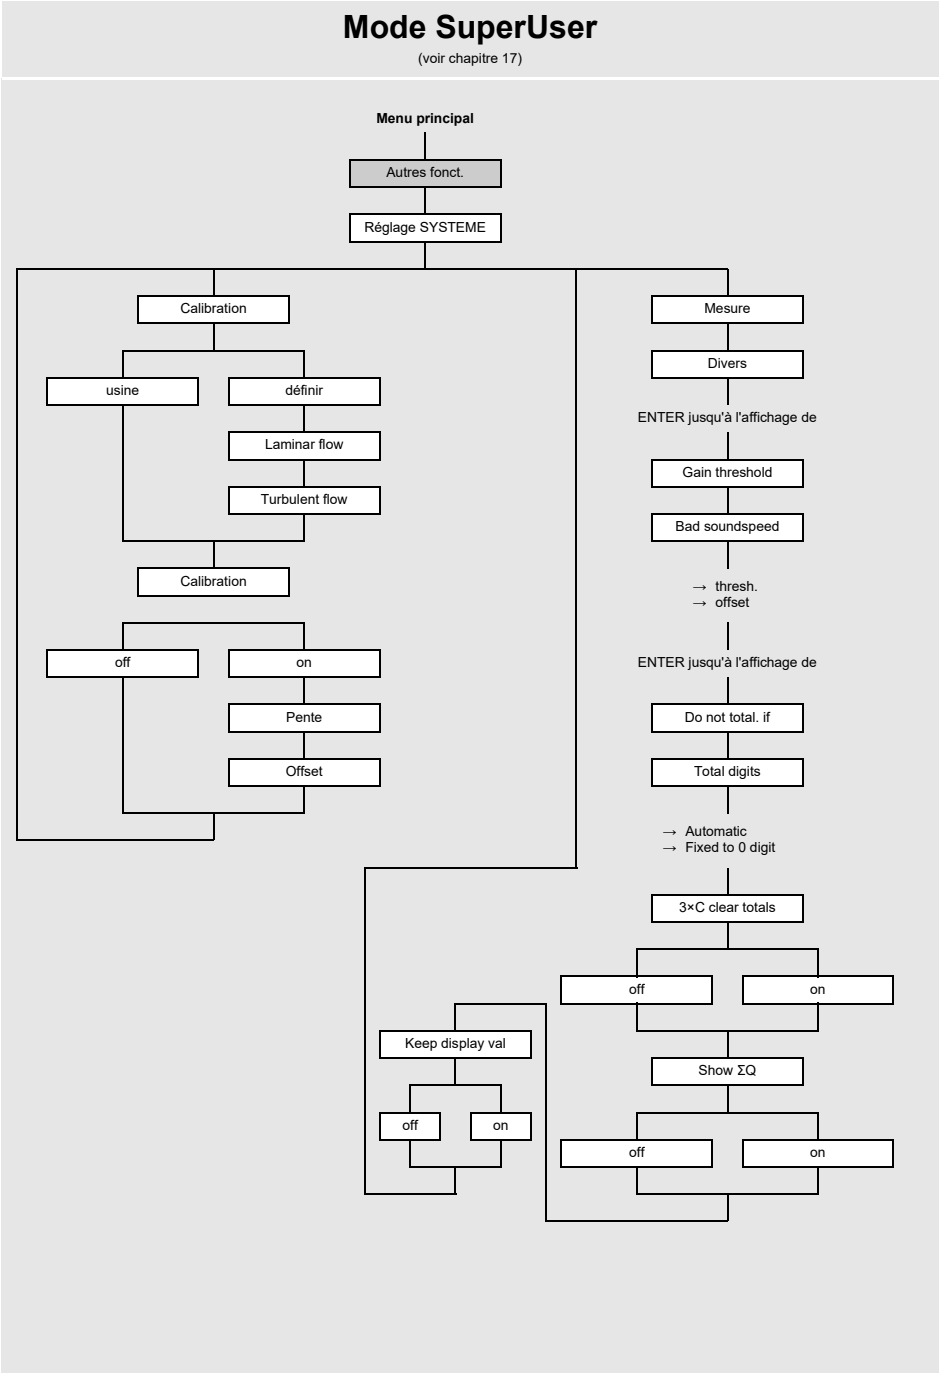 Mode SuperUser
(voir chapitre 17)
Menu principal
Autres fonct.
Réglage SYSTEME
Calibration
usine
définir
Laminar flow
Turbulent flow
Calibration
off
on
Pente
Offset
Mesure
Divers
ENTER jusqu'à l'affichage de
Gain threshold
Bad soundspeed
→ thresh.
→ offset
ENTER jusqu'à l'affichage de
Do not total. if
Total digits
→ Automatic
→ Fixed to 0 digit
3×C clear totals
off
on
Show ΣQ
off
on
Keep display val
off
on